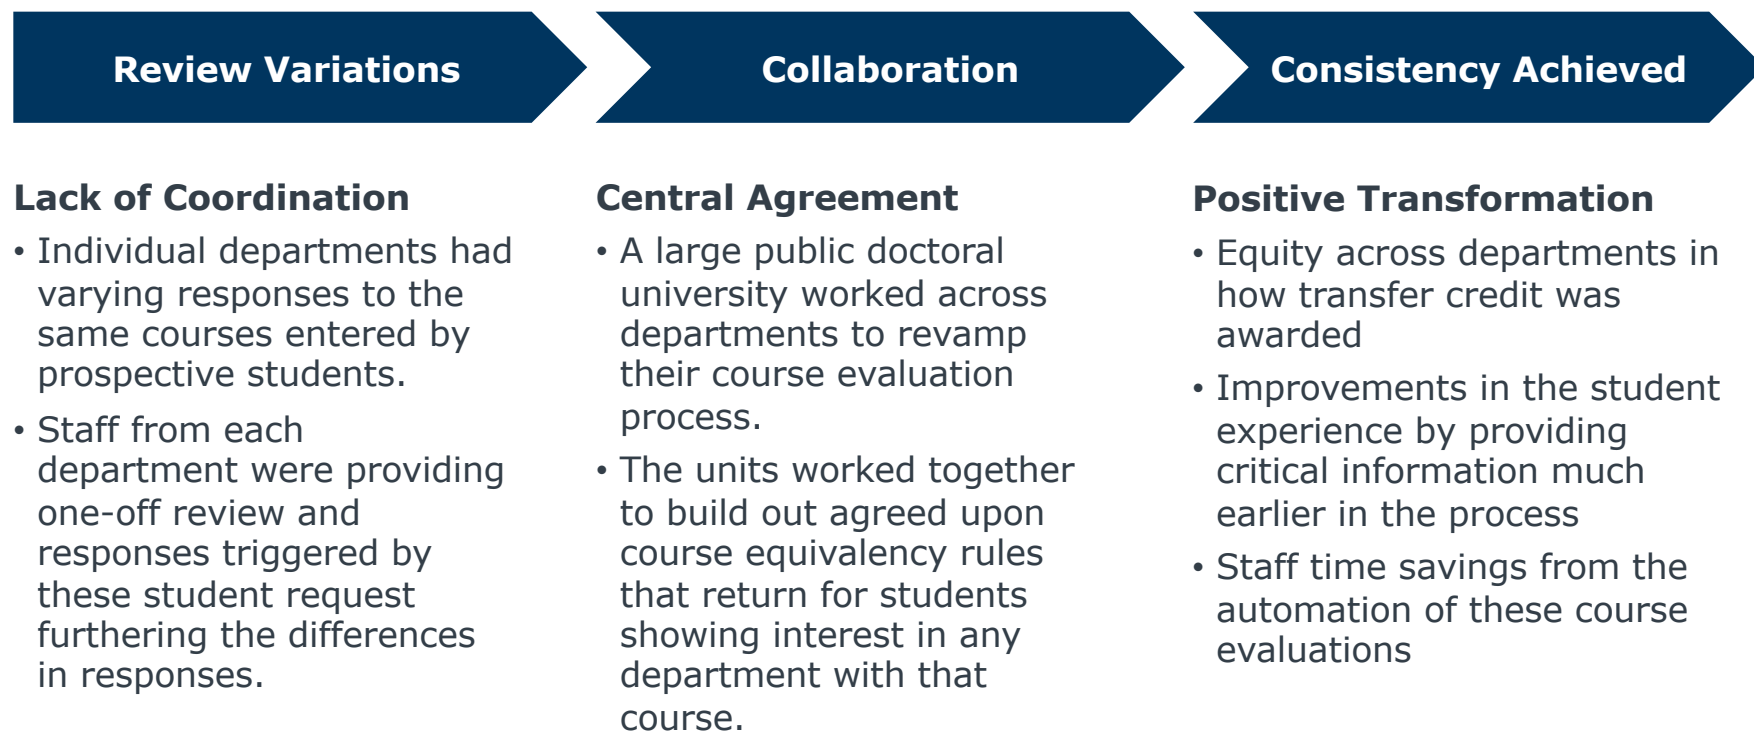 Review Variations
Collaboration
Consistency Achieved
Lack of Coordination
• Individual departments had
varying responses to the
same courses entered by
prospective students.
• Staff from each
department were providing
one-off review and
responses triggered by
these student request
furthering the differences
in responses.
Central Agreement
• A large public doctoral
university worked across
departments to revamp
their course evaluation
process.
• The units worked together
to build out agreed upon
course equivalency rules
that return for students
showing interest in any
department with that
course.
Positive Transformation
• Equity across departments in
how transfer credit was
awarded
• Improvements in the student
experience by providing
critical information much
earlier in the process
• Staff time savings from the
automation of these course
evaluations